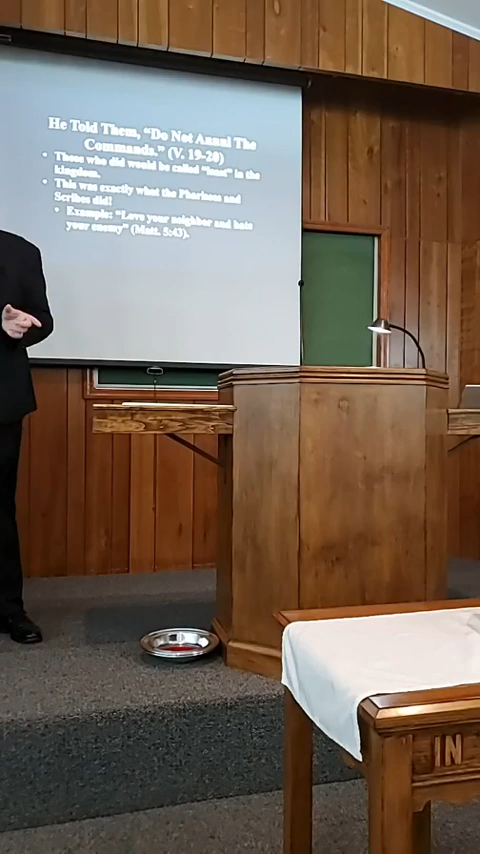 He Told Them, “Do Not Annul The
Commands.” (V. 19-20)
• Those who did would be called “least” in the
kingdom.
• This was exactly what the Pharisees and
Scribes did!
• Example: “Love your neighbor and hate
your enemy” (Matt. 5:43).
IN